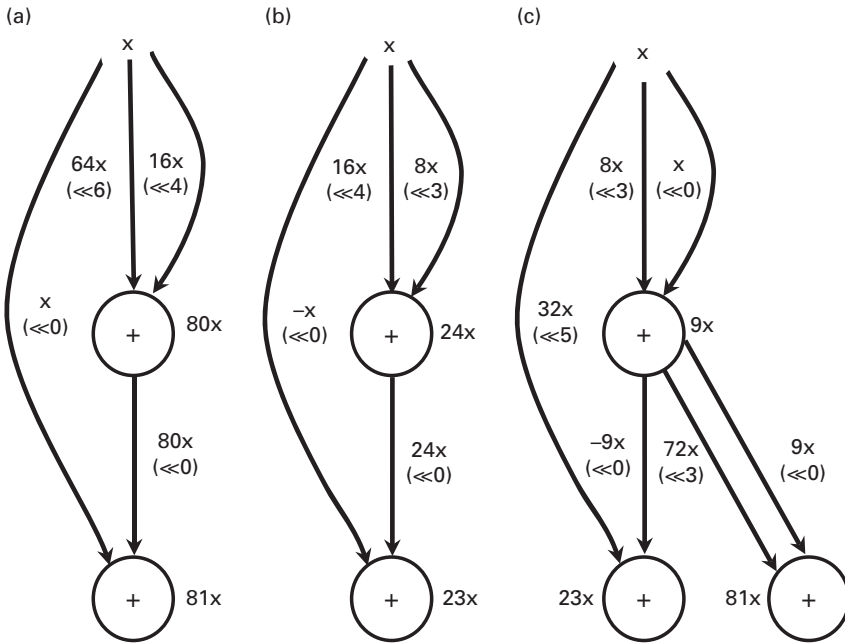 (a)
x
64x
(≪6)
16x
(≪4)
x
(≪0)
+
80x
80x
(≪0)
+
81x
(b)
x
16x
(≪4)
8x
(≪3)
–x
(≪0)
+
24x
24x
(≪0)
+
23x
(c)
x
8x
(≪3)
x
(≪0)
32x
(≪5)
+
9x
–9x
(≪0)
72x
(≪3)
9x
(≪0)
23x
+
81x
+